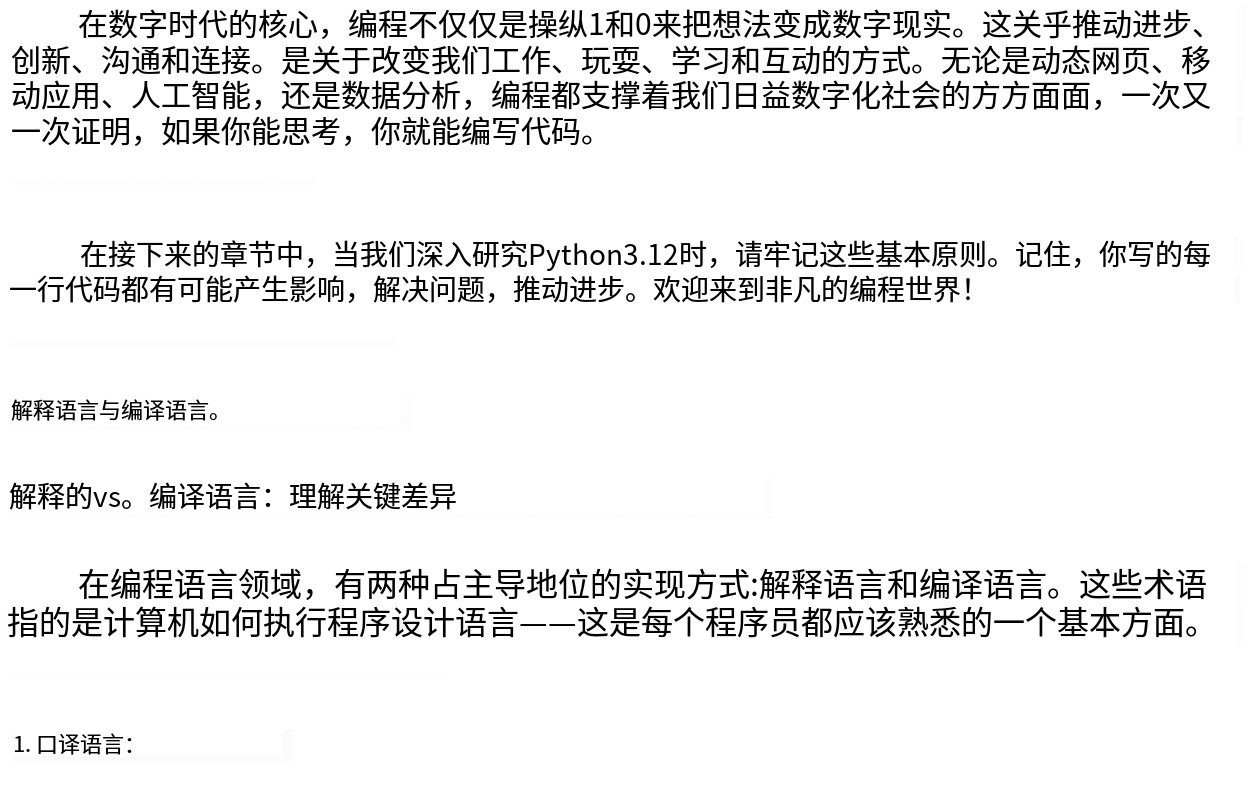 在数字时代的核心，编程不仅仅是操纵1和0来把想法变成数字现实。这关乎推动进步、
创新、沟通和连接。是关于改变我们工作、玩耍、学习和互动的方式。无论是动态网页、移
动应用、人工智能，还是数据分析，编程都支撑着我们日益数字化社会的方方面面，一次又
一次证明，如果你能思考，你就能编写代码。
在接下来的章节中，当我们深入研究Python3.12时，请牢记这些基本原则。记住，你写的每
一行代码都有可能产生影响，解决问题，推动进步。欢迎来到非凡的编程世界！
解释语言与编译语言。
解释的vs。编译语言：理解关键差异
在编程语言领域，有两种占主导地位的实现方式:解释语言和编译语言。这些术语
指的是计算机如何执行程序设计语言——这是每个程序员都应该熟悉的一个基本方面。
1. 口译语言：